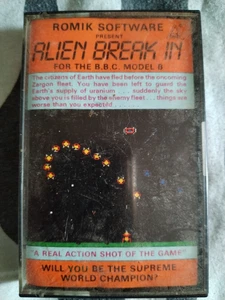 ROMIK SOFTWARE
PRESENT
ALIEN BREAK IN
FOR THE B.B.C. MODEL B
The citizens of Earth have fled before the incoming
Zargon fleet. You have been left to guard the
Earth's supply of uranium .... suddenly the sky
above you is filled by the enemy fleet .... things are
worse than you expected!
"A REAL ACTION SHOT OF THE GAME"
WILL YOU BE THE SUPREME
WORLD CHAMPION?